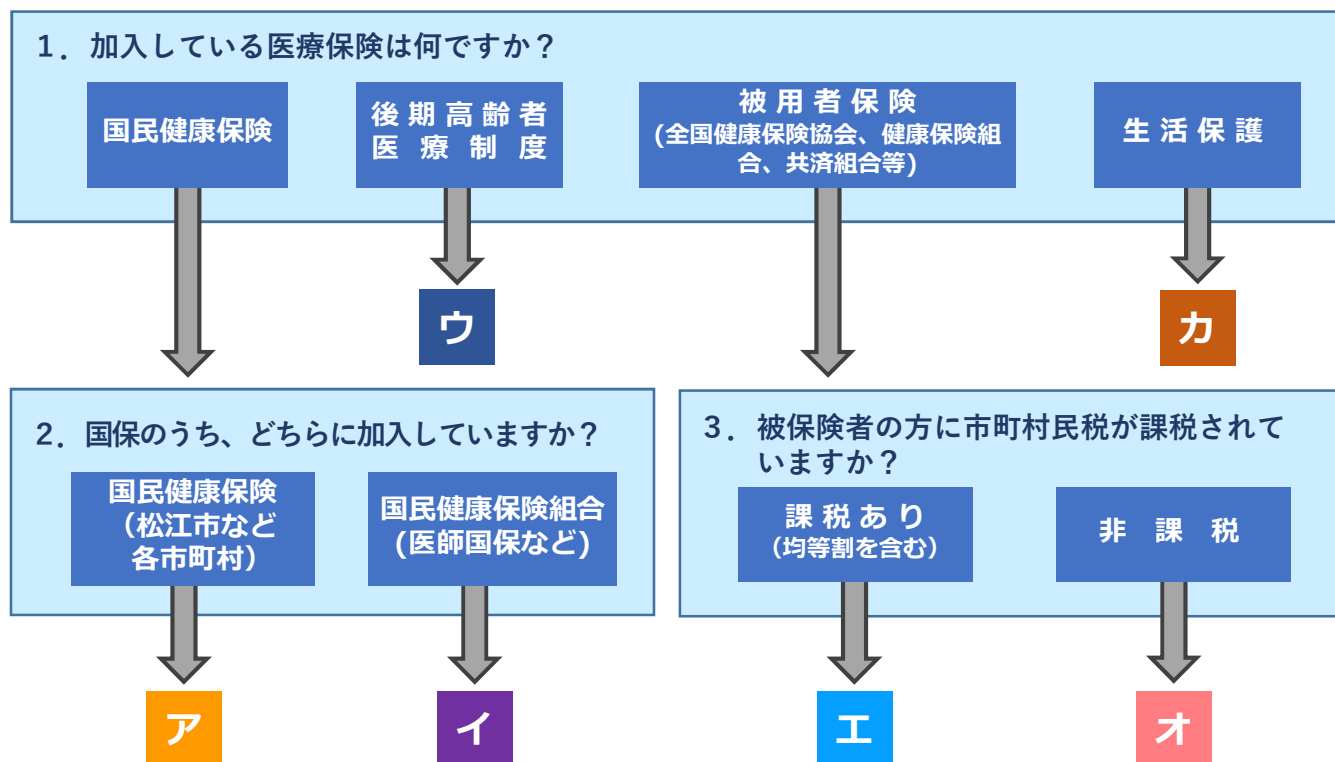 １．加入している医療保険は何ですか？
国民健康保険
後期高齢者
医療制度
被用者保険
(全国健康保険協会、健康保険組
合、共済組合等)
生活保護
ウ
カ
２．国保のうち、どちらに加入していますか？
国民健康保険
（松江市など
各市町村）
国民健康保険組合
(医師国保など)
３．被保険者の方に市町村民税が課税されて
いますか？
課税あり
（均等割を含む）
非課税
ア
イ
エ
オ